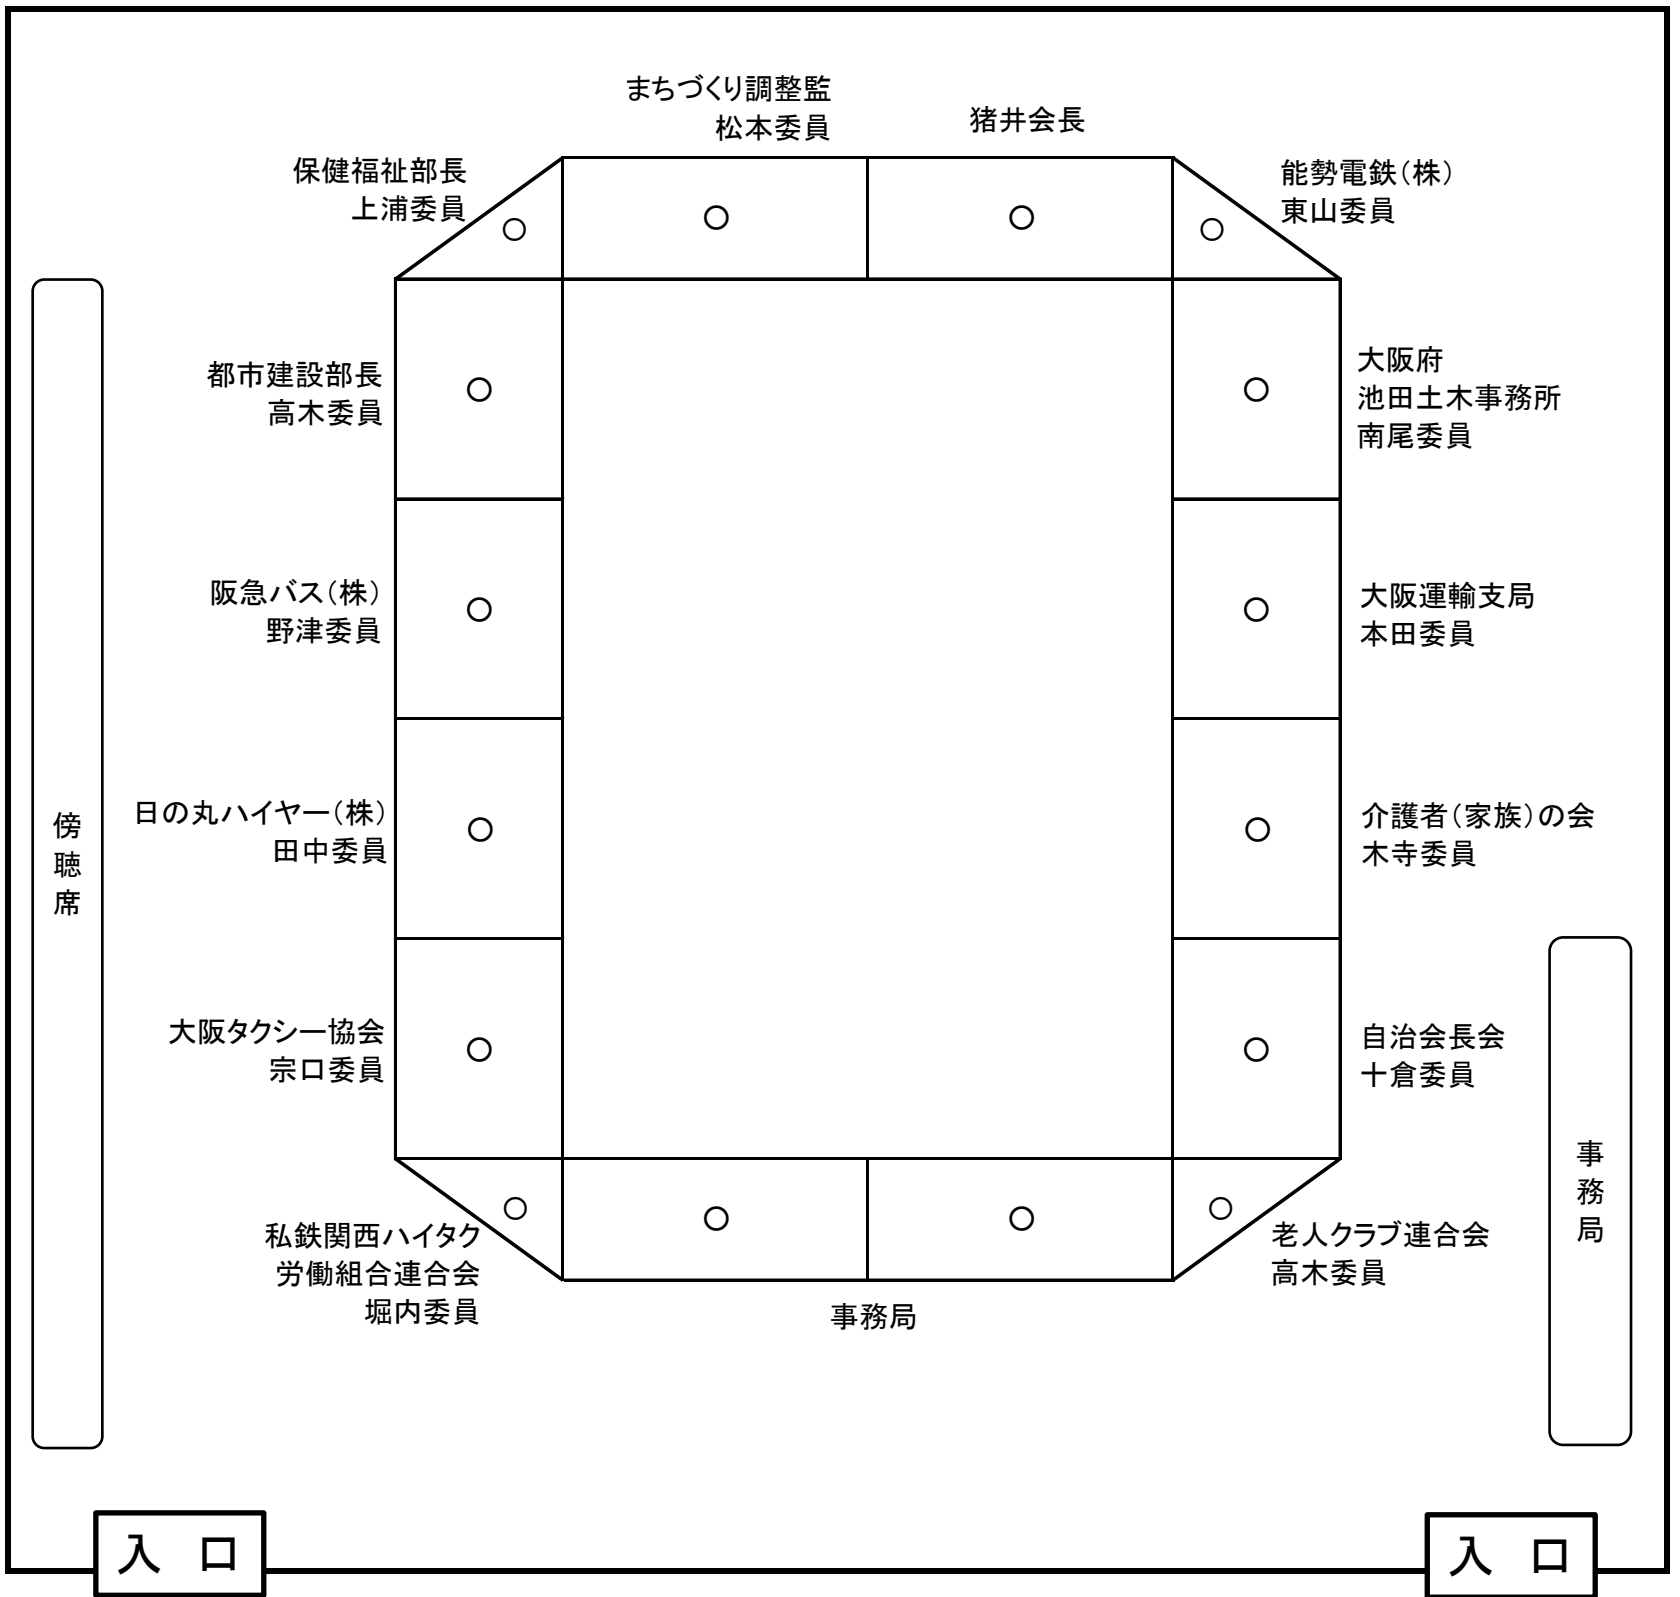 まちづくり調整監
松本委員
猪井会長
保健福祉部長
上浦委員
能勢電鉄（株）
東山委員
都市建設部長
高木委員
大阪府
池田土木事務所
南尾委員
阪急バス（株）
野津委員
大阪運輸支局
本田委員
日の丸ハイヤー（株）
田中委員
介護者（家族）の会
木寺委員
傍聴席
大阪タクシー協会
宗口委員
自治会長会
十倉委員
事務局
私鉄関西ハイタク
労働組合連合会
堀内委員
老人クラブ連合会
高木委員
事務局
入　口
入　口